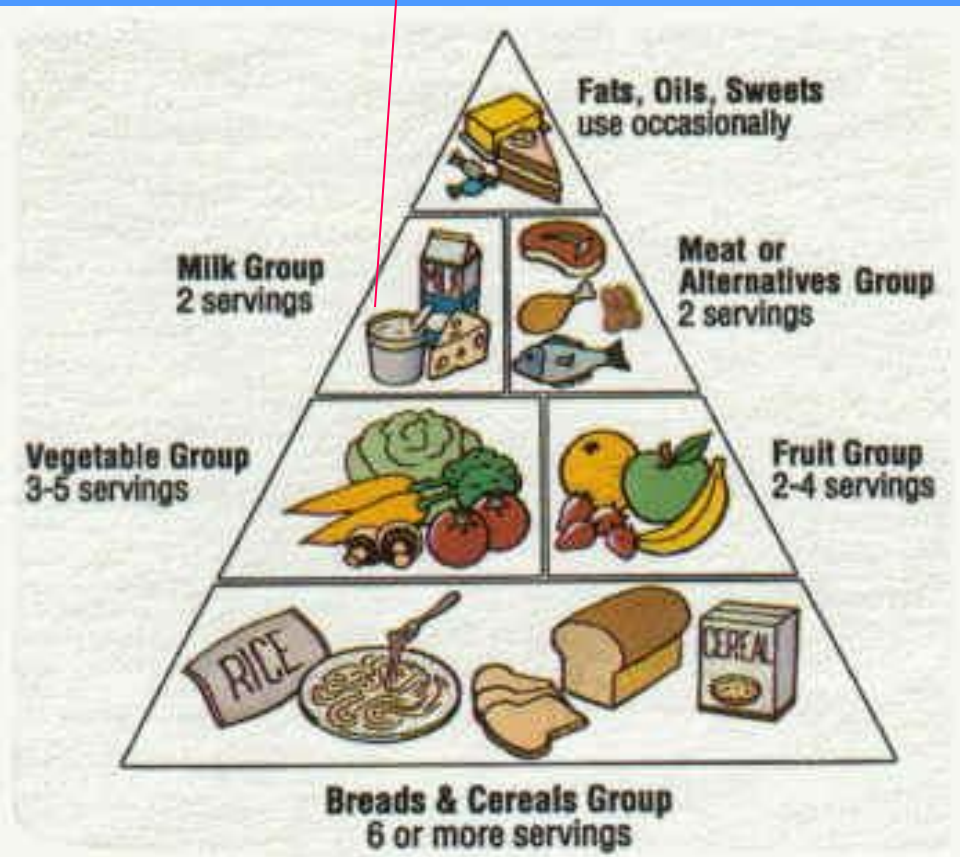 Fats, Oils, Sweets
use occasionally
Milk Group
2 servings
Meat or
Alternatives Group
2 servings
Vegetable Group
3-5 servings
Fruit Group
2-4 servings
RICE
CEREAL
Breads & Cereals Group
6 or more servings